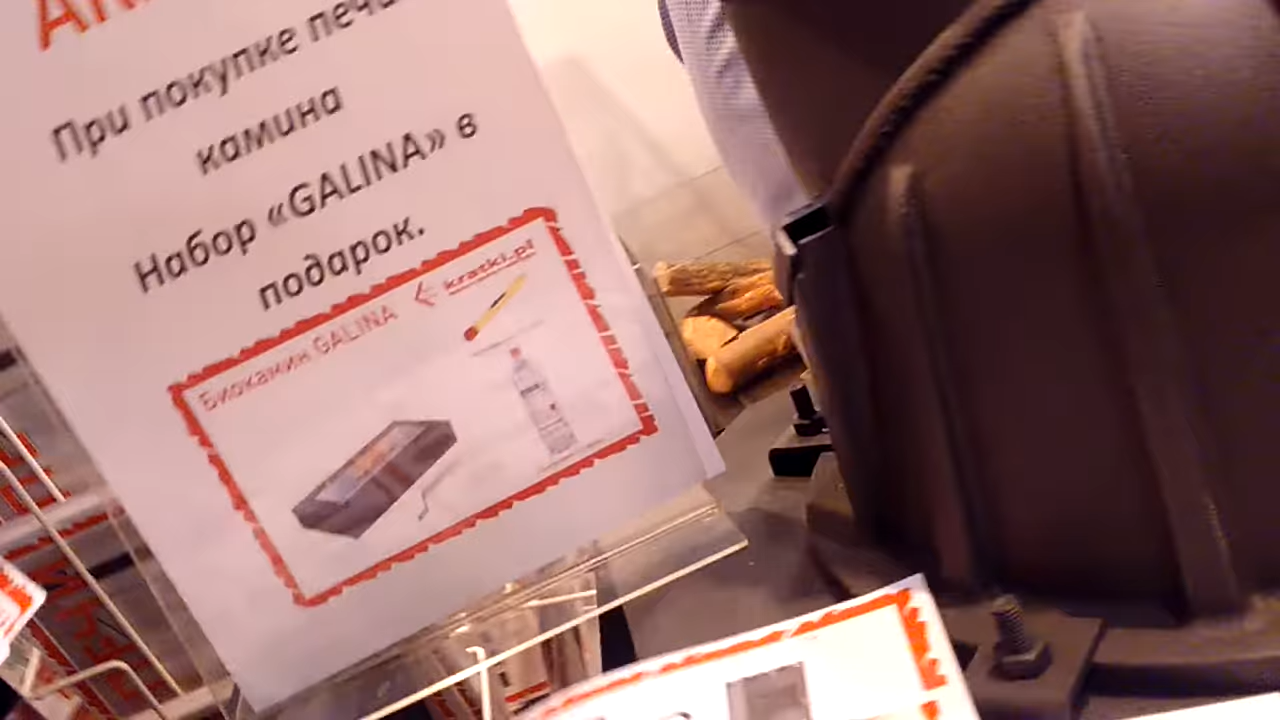 При покупке печи
камина
Набор «GALINA» в
подарок.
Биокамин GALINA
kratki.pl